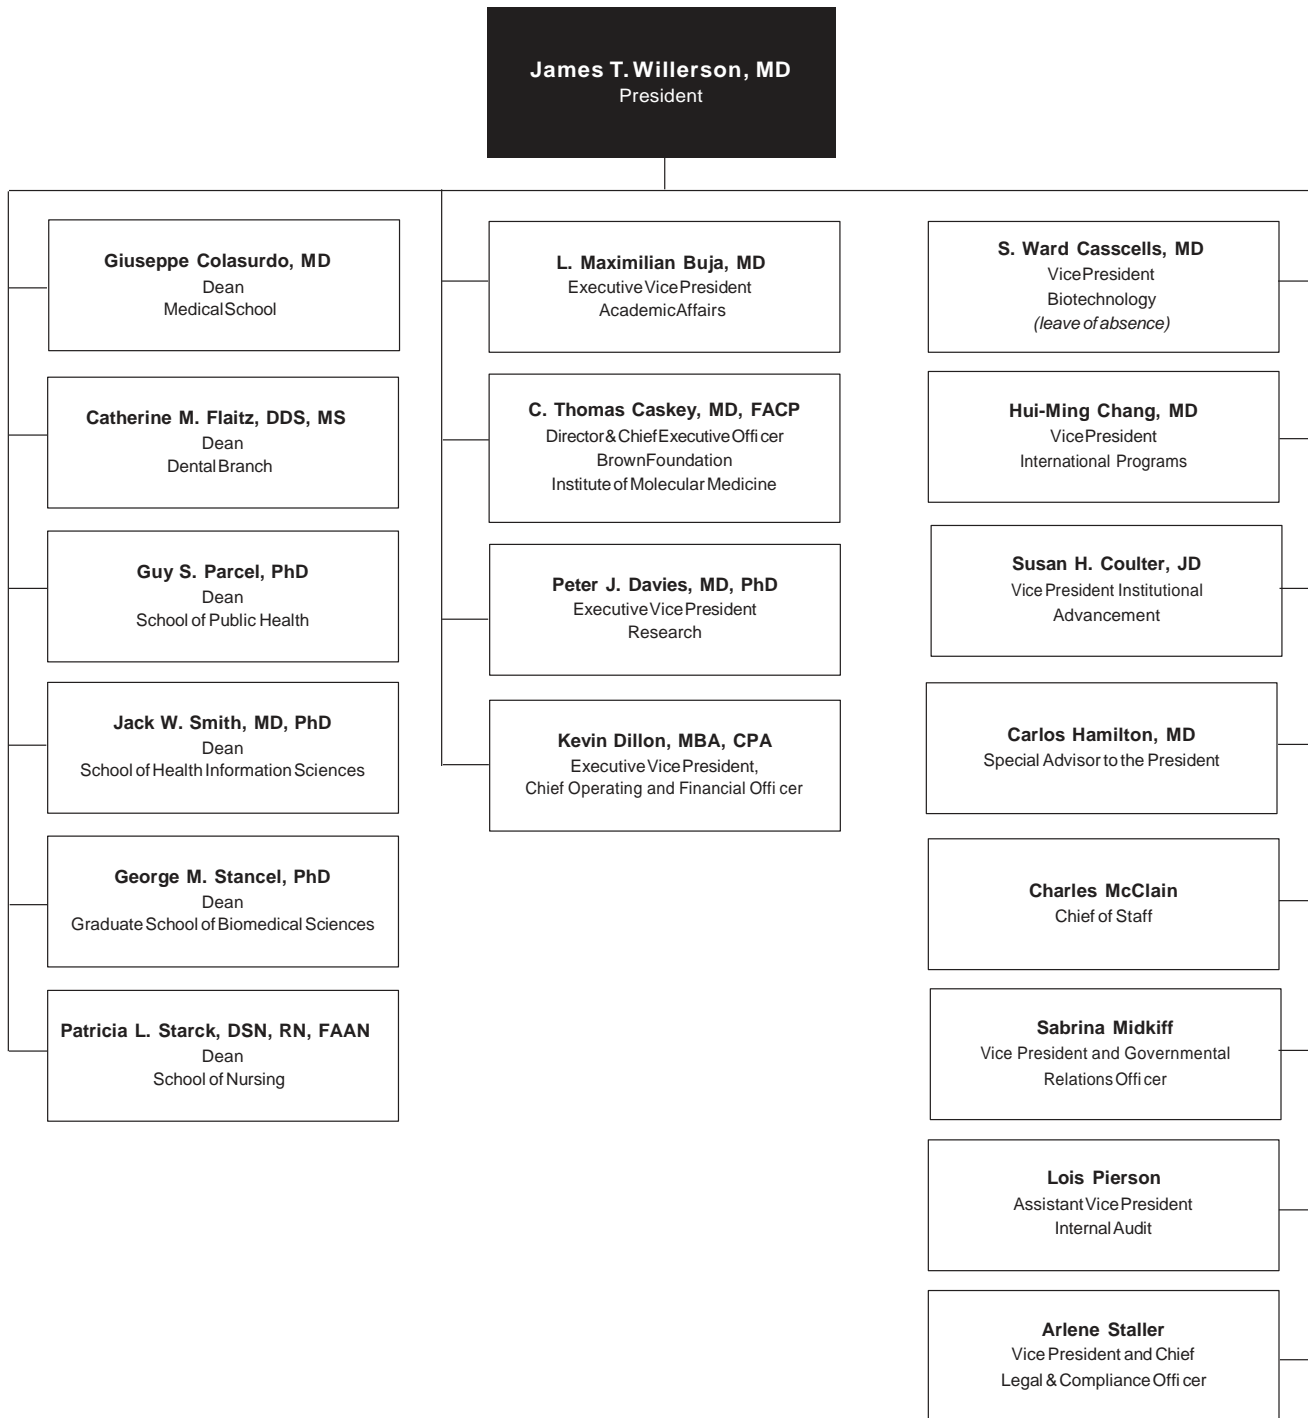 James T. Willerson, MD
President
Giuseppe Colasurdo, MD
Dean
Medical School
Catherine M. Flaitz, DDS, MS
Dean
Dental Branch
Guy S. Parcel, PhD
Dean
School of Public Health
Jack W. Smith, MD, PhD
Dean
School of Health Information Sciences
George M. Stancel, PhD
Dean
Graduate School of Biomedical Sciences
Patricia L. Starck, DSN, RN, FAAN
Dean
School of Nursing
L. Maximilian Buja, MD
Executive Vice President
Academic Affairs
C. Thomas Caskey, MD, FACP
Director & Chief Executive Officer
Brown Foundation
Institute of Molecular Medicine
Peter J. Davies, MD, PhD
Executive Vice President
Research
Kevin Dillon, MBA, CPA
Executive Vice President,
Chief Operating and Financial Officer
S. Ward Casscells, MD
Vice President
Biotechnology
(leave of absence)
Hui-Ming Chang, MD
Vice President
International Programs
Susan H. Coulter, JD
Vice President Institutional
Advancement
Carlos Hamilton, MD
Special Advisor to the President
Charles McClain
Chief of Staff
Sabrina Midkiff
Vice President and Governmental
Relations Officer
Lois Pierson
Assistant Vice President
Internal Audit
Arlene Staller
Vice President and Chief
Legal & Compliance Officer